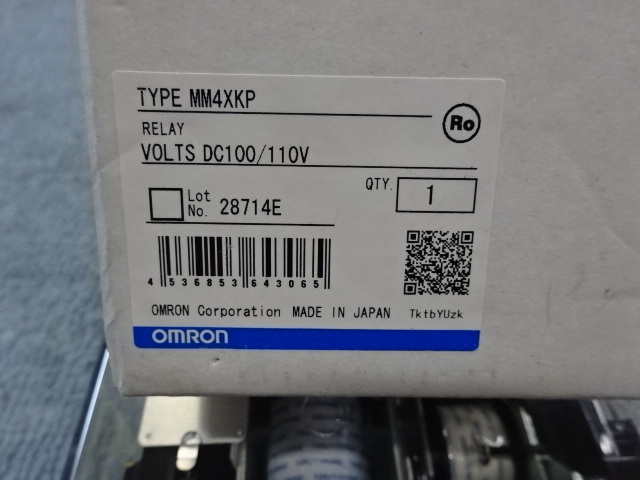 TYPE MM4XKP
Ro
RELAY
VOLTS DC100/110V
QTY. 1
Lot No. 28714E
4 536853 643065
OMRON Corporation MADE IN JAPAN
TktbYUzk
OMRON